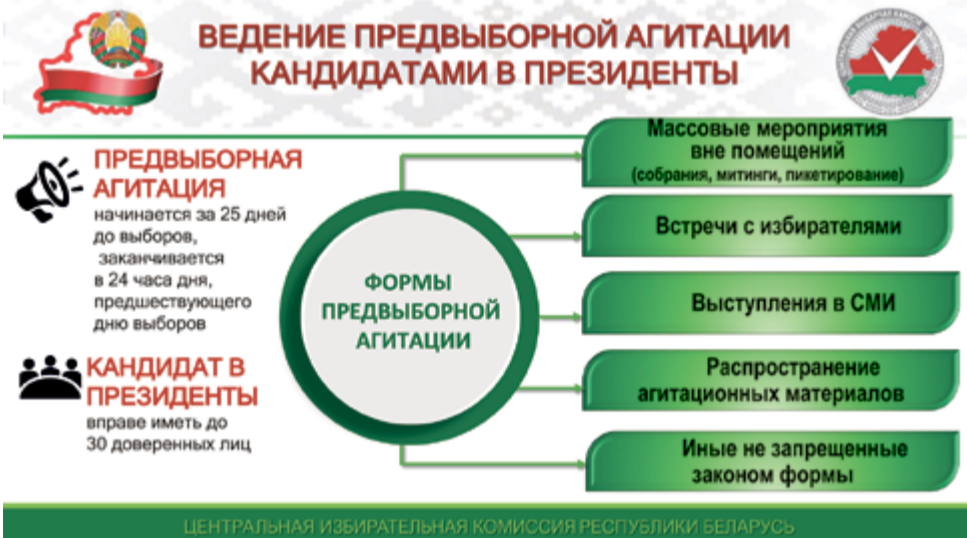 ВЕДЕНИЕ ПРЕДВЫБОРНОЙ АГИТАЦИИ
КАНДИДАТАМИ В ПРЕЗИДЕНТЫ
ПРЕДВЫБОРНАЯ
АГИТАЦИЯ
начинается за 25 дней
до выборов,
заканчивается
в 24 часа дня,
предшествующего
дню выборов
КАНДИДАТ В
ПРЕЗИДЕНТЫ
вправе иметь до
30 доверенных лиц
ФОРМЫ
ПРЕДВЫБОРНОЙ
АГИТАЦИИ
Массовые мероприятия
вне помещений
(собрания, митинги, пикетирование)
Встречи с избирателями
Выступления в СМИ
Распространение
агитационных материалов
Иные не запрещенные
законом формы
ЦЕНТРАЛЬНАЯ ИЗБИРАТЕЛЬНАЯ КОМИССИЯ РЕСПУБЛИКИ БЕЛАРУСЬ